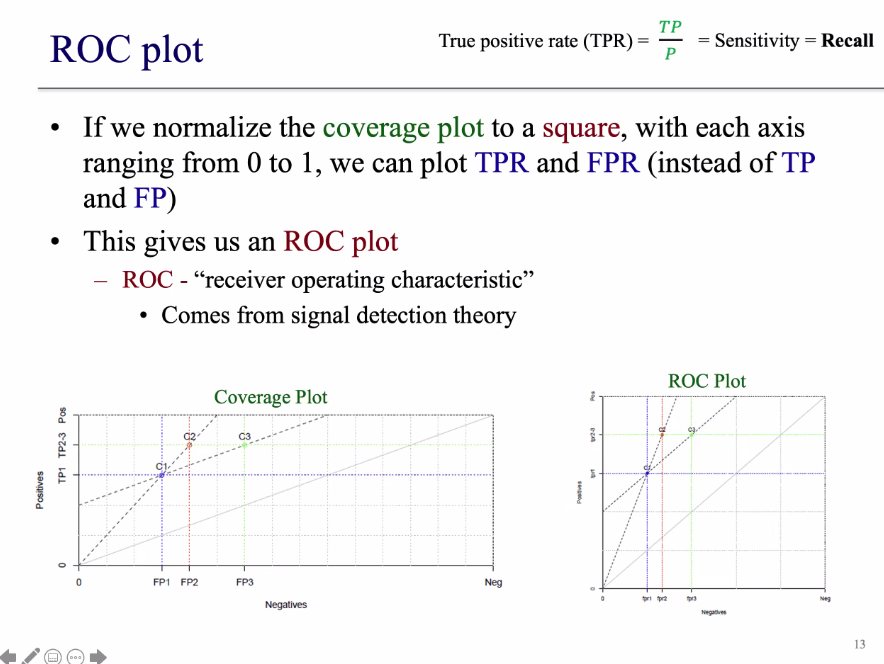 ROC plot
True positive rate (TPR) = TP/P = Sensitivity = Recall
• If we normalize the coverage plot to a square, with each axis
ranging from 0 to 1, we can plot TPR and FPR (instead of TP
and FP)
• This gives us an ROC plot
– ROC - “receiver operating characteristic”
• Comes from signal detection theory
Coverage Plot
Positives
Pos
TP2-3
TP1
0
C1
C2
C3
0
FP1
FP2
FP3
Neg
Negatives
ROC Plot
Positives
Pos
tpr2-3
tpr1
0
C1
C2
C3
0
fpr1
fpr2
fpr3
Neg
Negatives
13